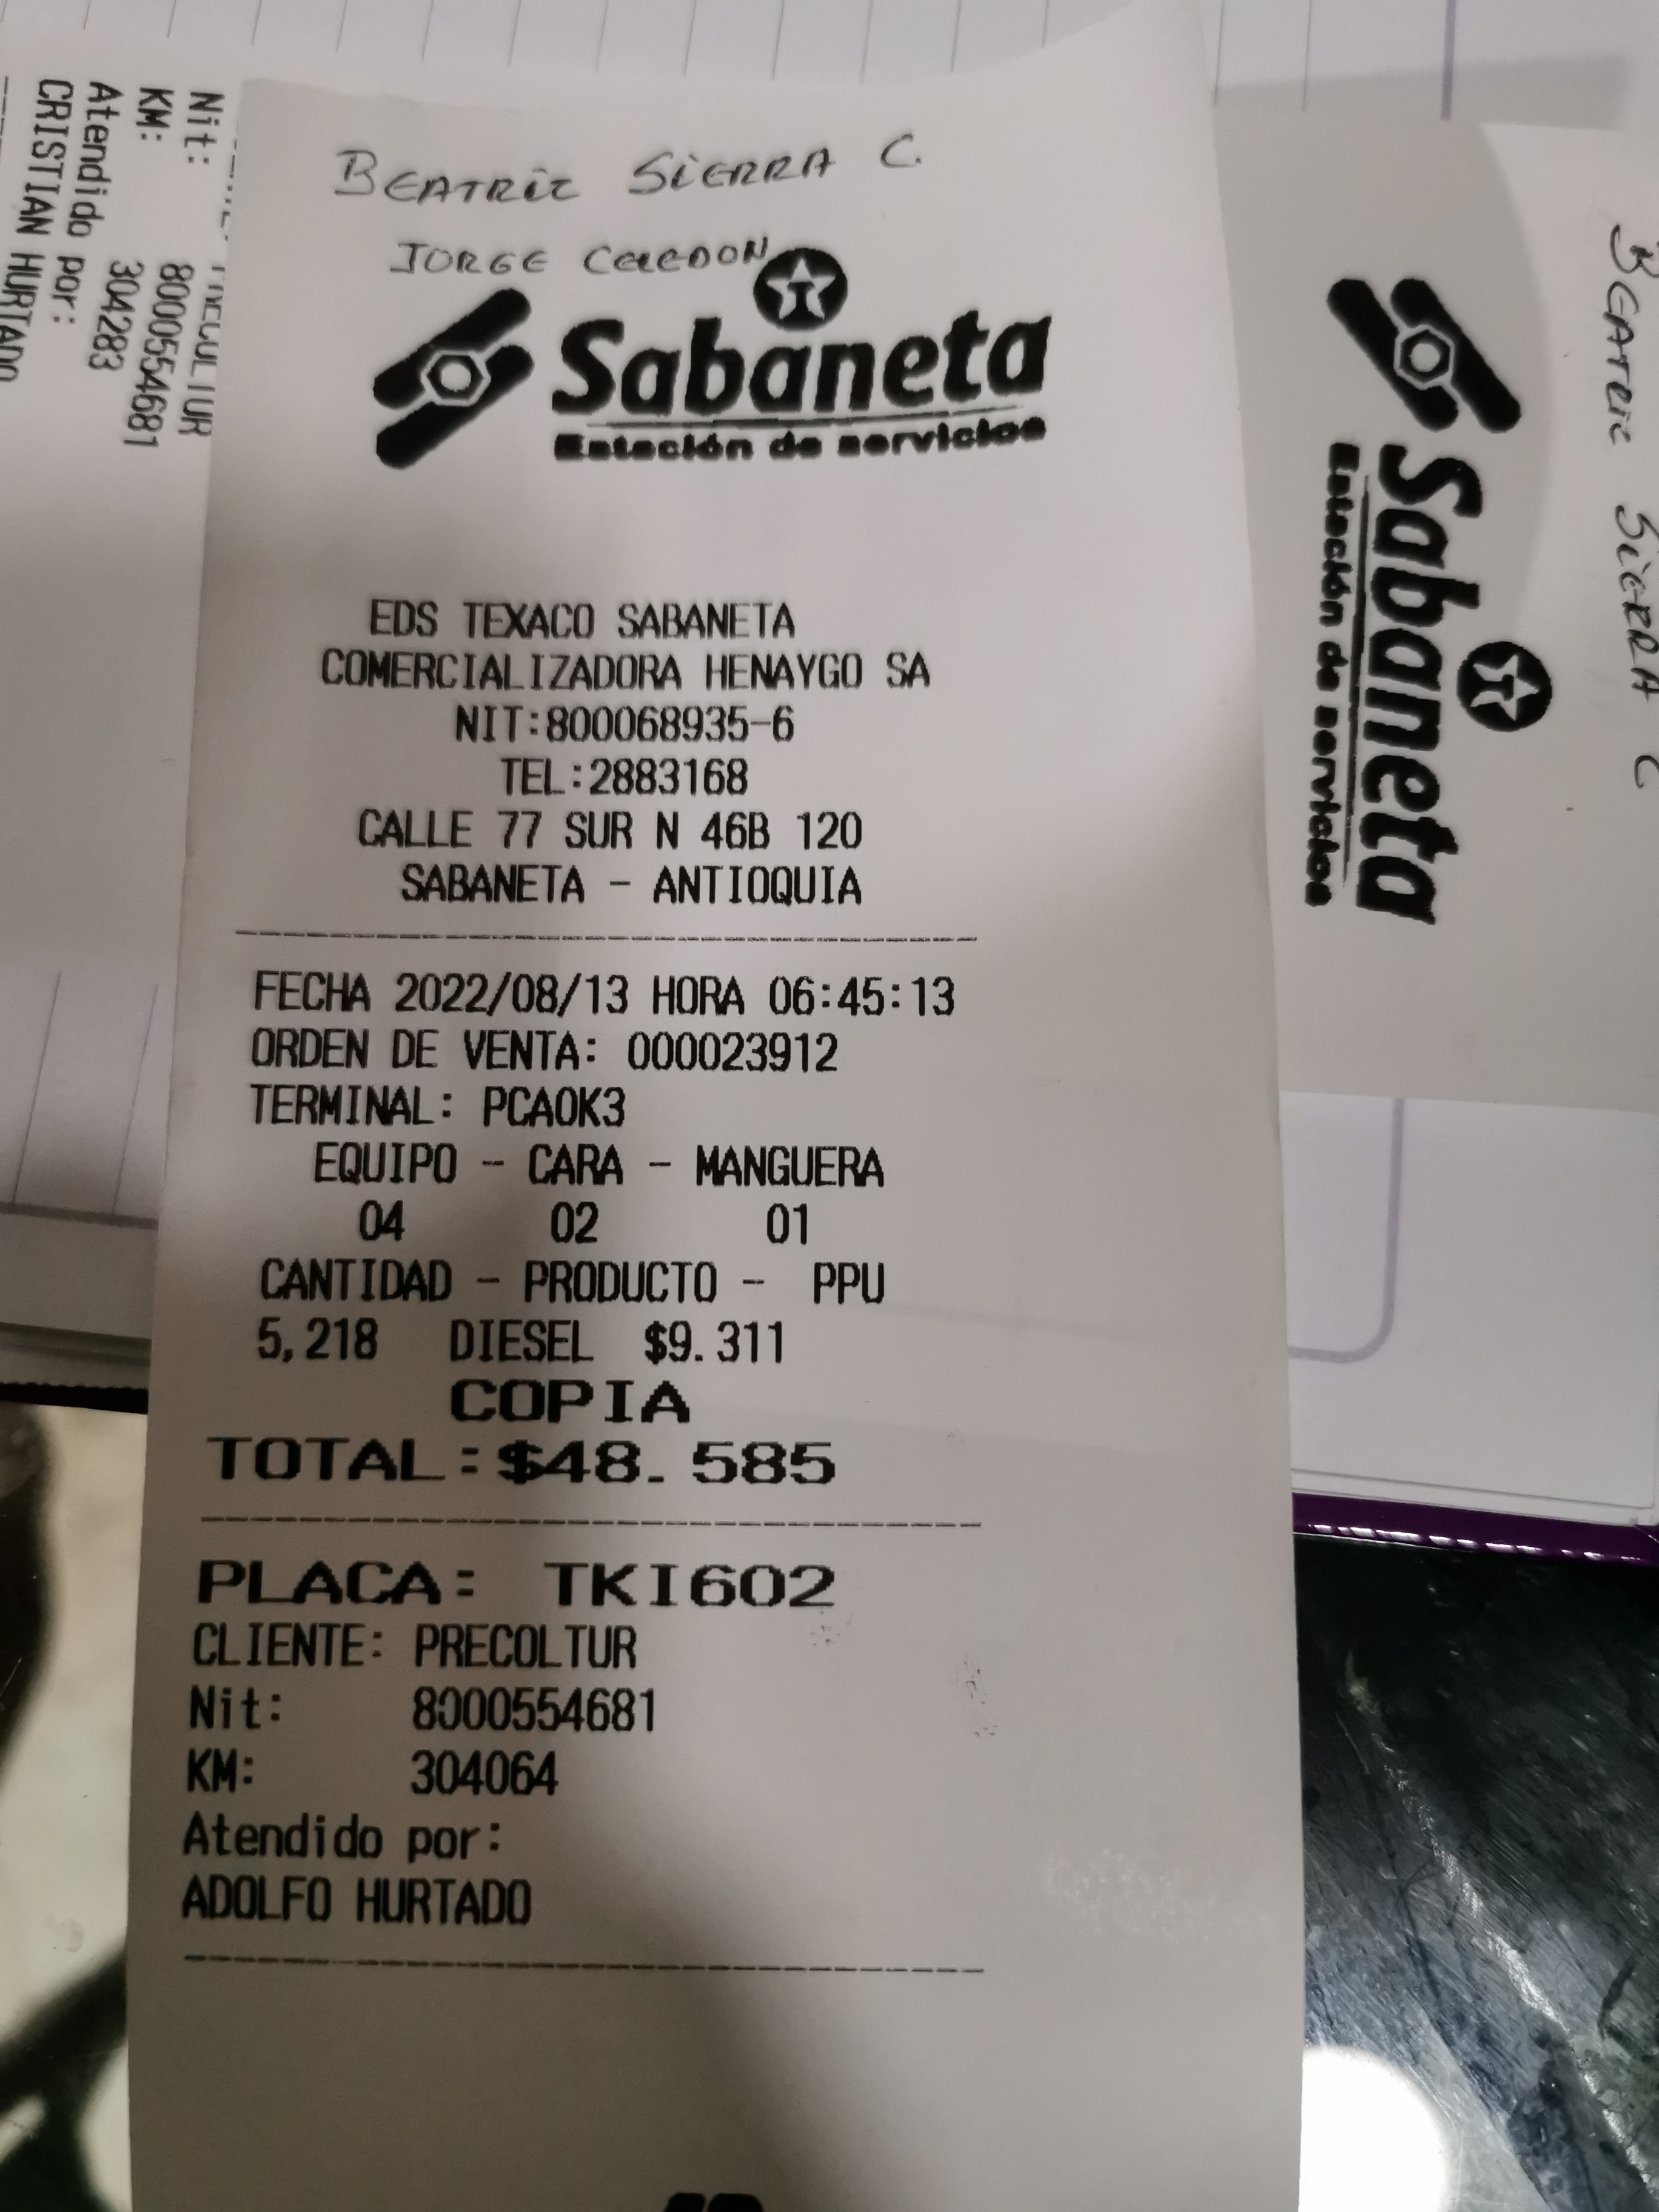 BEATRIZ SIERRA C.
JORGE CELEDON
Sabaneta
Estación de servicios
EDS TEXACO SABANETA
COMERCIALIZADORA HENAYGO SA
NIT:800068935-6
TEL:2883168
CALLE 77 SUR N 46B 120
SABANETA - ANTIOQUIA
FECHA 2022/08/13 HORA 06:45:13
ORDEN DE VENTA: 000023912
TERMINAL: PCAOK3
EQUIPO - CARA - MANGUERA
04 02 01
CANTIDAD - PRODUCTO - PPU
5,218 DIESEL $9.311
COPIA
TOTAL:$48.585
PLACA: TKI602
CLIENTE: PRECOLTUR
Nit: 8000554681
KM: 304064
Atendido por:
ADOLFO HURTADO
Nit: 8000554681
KM: 304283
Atendido por:
CRISTIAN HURTADO
BEATRIZ SIERRA C
Sabaneta
Estación de servicios